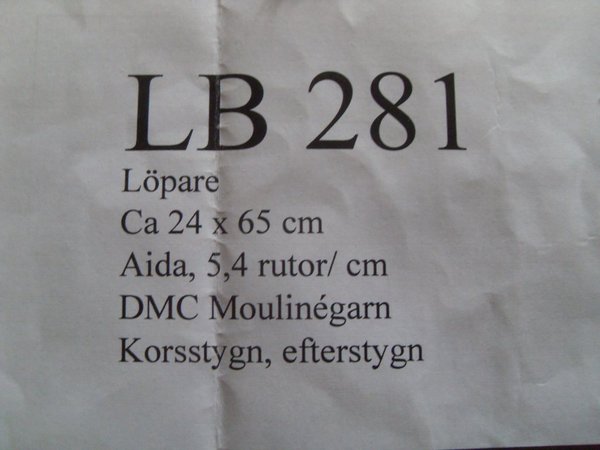 LB 281
Löpare
Ca 24 x 65 cm
Aida, 5,4 rutor/ cm
DMC Moulinégarn
Korsstygn, efterstygn